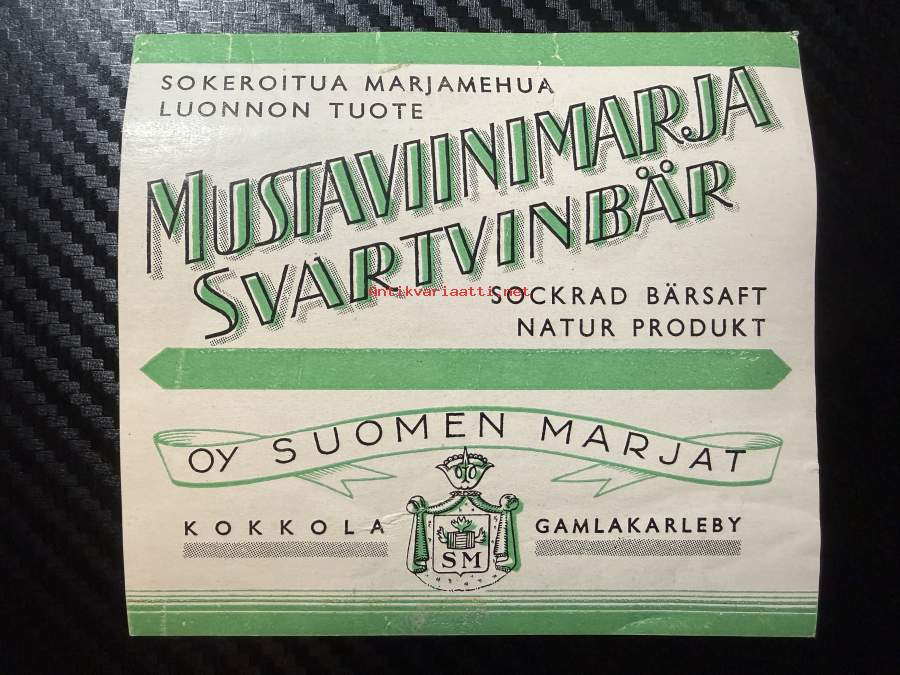 SOKEROITUA MARJAMEHUA
LUONNON TUOTE
MUSTAVIINIMARJA
SVARTVINBÄR
Antikvariaatti.net
SOCKRAD BÄRSAFT
NATUR PRODUKT
OY SUOMEN MARJAT
KOKKOLA
GAMLAKARLEBY
SM